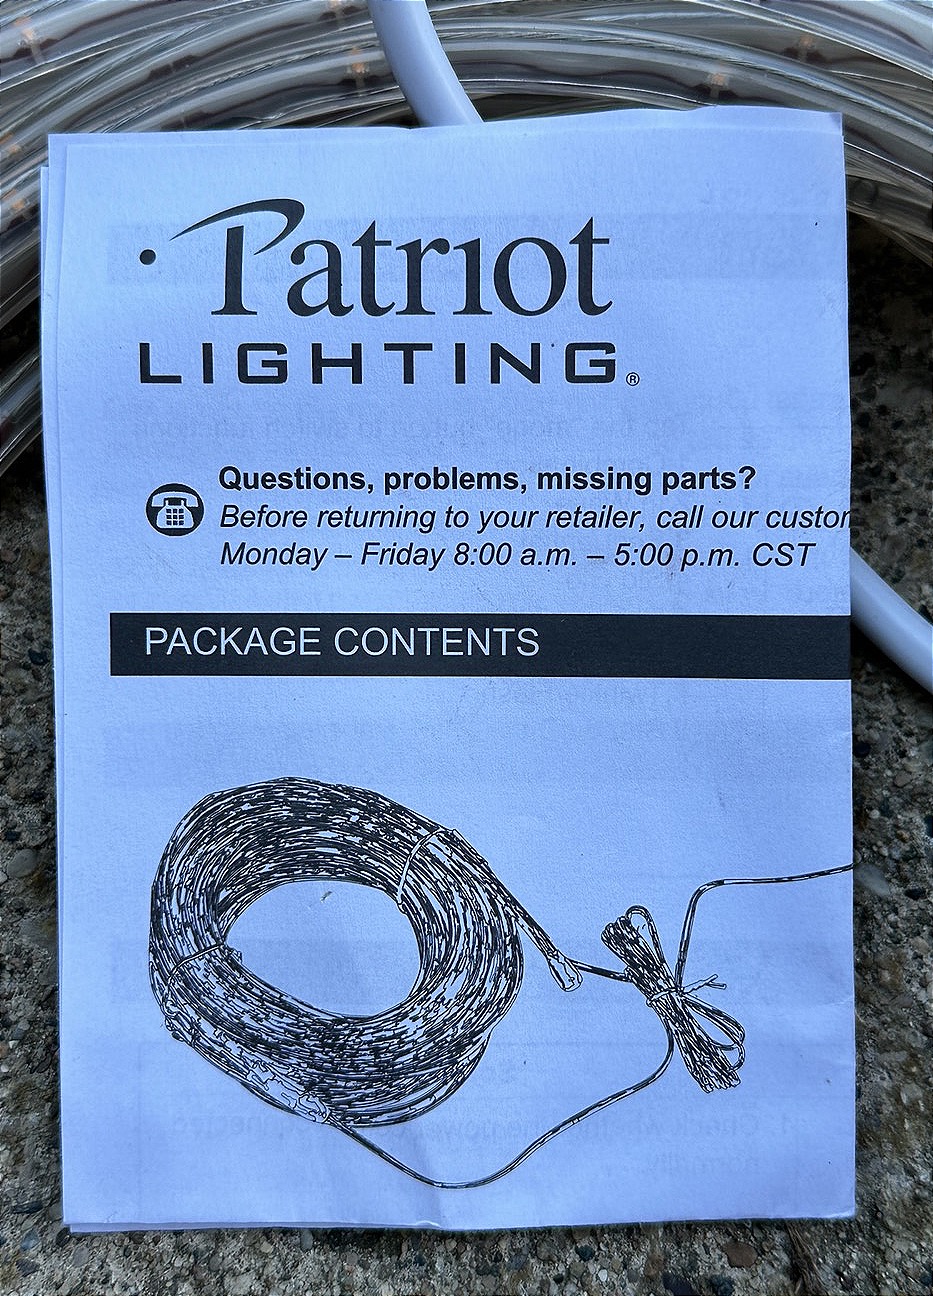 Patriot
LIGHTING®
Questions, problems, missing parts?
Before returning to your retailer, call our custor
Monday – Friday 8:00 a.m. – 5:00 p.m. CST
PACKAGE CONTENTS